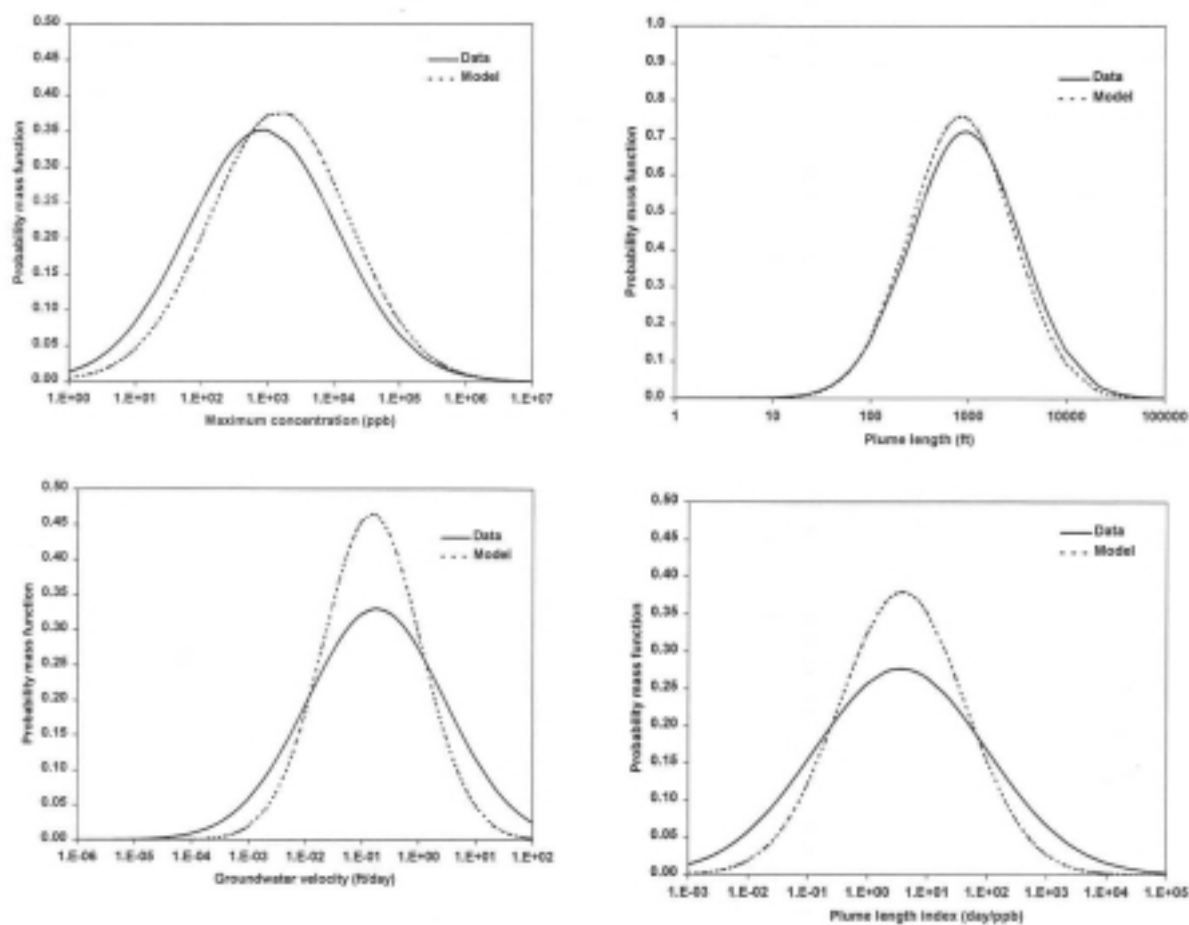 0.50
0.45
0.40
0.35
0.30
0.25
0.20
0.15
0.10
0.05
0.00
Probability mass function
Data
Model
1.E+00 1.E+01 1.E+02 1.E+03 1.E+04 1.E+05 1.E+06 1.E+07
Maximum concentration (ppb)
1.0
0.9
0.8
0.7
0.6
0.5
0.4
0.3
0.2
0.1
0.0
Probability mass function
Data
Model
1 10 100 1000 10000 100000
Plume length (ft)
0.50
0.45
0.40
0.35
0.30
0.25
0.20
0.15
0.10
0.05
0.00
Probability mass function
Data
Model
1.E-06 1.E-05 1.E-04 1.E-03 1.E-02 1.E-01 1.E+00 1.E+01 1.E+02
Groundwater velocity (ft/day)
0.50
0.45
0.40
0.35
0.30
0.25
0.20
0.15
0.10
0.05
0.00
Probability mass function
Data
Model
1.E-03 1.E-02 1.E-01 1.E+00 1.E+01 1.E+02 1.E+03 1.E+04 1.E+05
Plume length index (day/ppb)